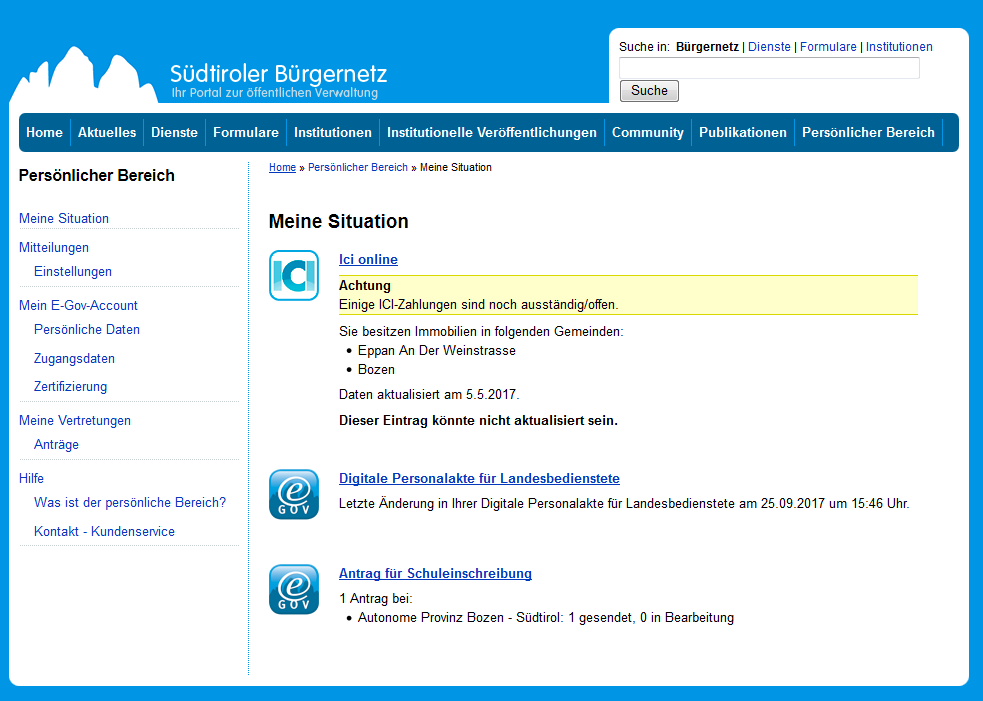 Südtiroler Bürgernetz
Ihr Portal zur öffentlichen Verwaltung
Suche in: Bürgernetz | Dienste | Formulare | Institutionen
Suche
Home Aktuelles Dienste Formulare Institutionen Institutionelle Veröffentlichungen Community Publikationen Persönlicher Bereich
Persönlicher Bereich
Meine Situation
Mitteilungen
Einstellungen
Mein E-Gov-Account
Persönliche Daten
Zugangsdaten
Zertifizierung
Meine Vertretungen
Anträge
Hilfe
Was ist der persönliche Bereich?
Kontakt - Kundenservice
Home » Persönlicher Bereich » Meine Situation
Meine Situation
ICI
Ici online
Achtung
Einige ICI-Zahlungen sind noch ausständig/offen.
Sie besitzen Immobilien in folgenden Gemeinden:
• Eppan An Der Weinstrasse
• Bozen
Daten aktualisiert am 5.5.2017.
Dieser Eintrag könnte nicht aktualisiert sein.
e
GOV
Digitale Personalakte für Landesbedienstete
Letzte Änderung in Ihrer Digitale Personalakte für Landesbedienstete am 25.09.2017 um 15:46 Uhr.
e
GOV
Antrag für Schuleinschreibung
1 Antrag bei:
• Autonome Provinz Bozen - Südtirol: 1 gesendet, 0 in Bearbeitung